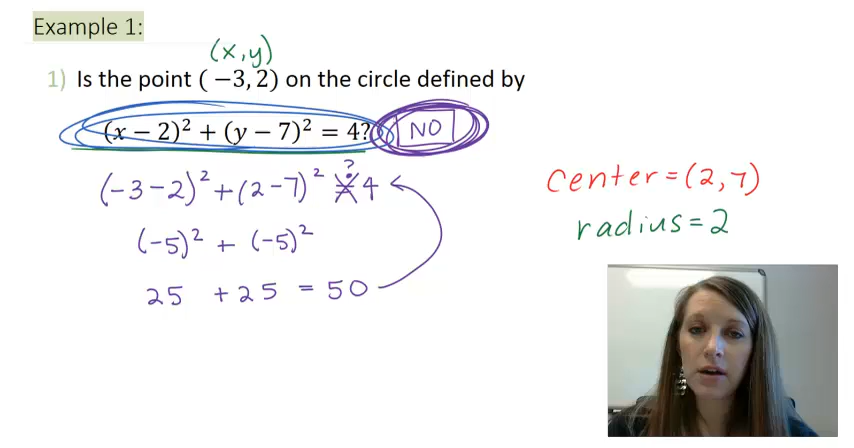 Example 1:
(x,y)
1) Is the point ( −3, 2) on the circle defined by
(x − 2)² + (y − 7)² = 4? NO
(-3-2)² + (2-7)² ≠ 4
?
center = (2,7)
radius = 2
(-5)² + (-5)²
25 + 25 = 50